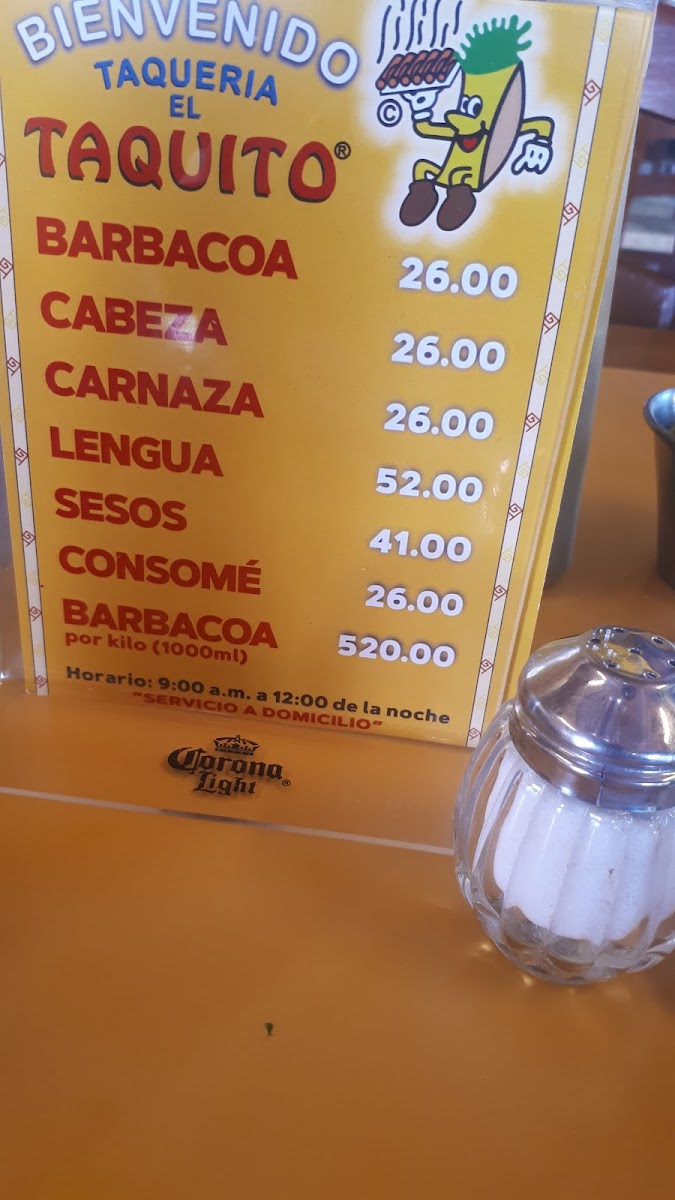 BIENVENIDO
TAQUERIA
EL
TAQUITO®
©
BARBACOA 26.00
CABEZA 26.00
CARNAZA 26.00
LENGUA 52.00
SESOS 41.00
CONSOMÉ 26.00
BARBACOA 520.00
por kilo (1000ml)
Horario: 9:00 a.m. a 12:00 de la noche
"SERVICIO A DOMICILIO"
Corona
Light®